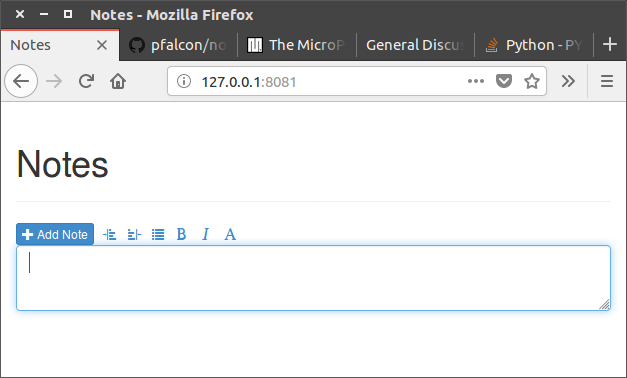 Notes - Mozilla Firefox
Notes
pfalcon/no
The MicroP
General Discus
Python - PY
127.0.0.1:8081
Notes
Add Note
B I A